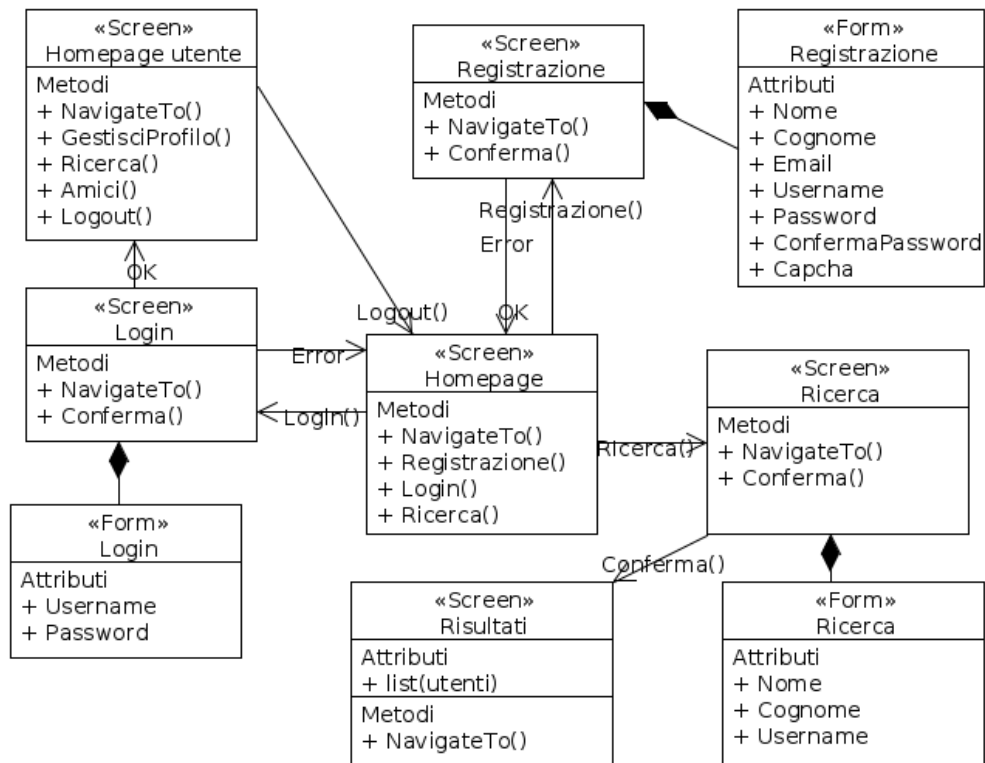 «Screen»
Homepage utente
Metodi
+ NavigateTo()
+ GestisciProfilo()
+ Ricerca()
+ Amici()
+ Logout()
«Screen»
Registrazione
Metodi
+ NavigateTo()
+ Conferma()
«Form»
Registrazione
Attributi
+ Nome
+ Cognome
+ Email
+ Username
+ Password
+ ConfermaPassword
+ Capcha
Registrazione()
Error
OK
OK
Logout()
«Screen»
Login
Metodi
+ NavigateTo()
+ Conferma()
Error
Login()
«Screen»
Homepage
Metodi
+ NavigateTo()
+ Registrazione()
+ Login()
+ Ricerca()
Ricerca()
«Screen»
Ricerca
Metodi
+ NavigateTo()
+ Conferma()
«Form»
Login
Attributi
+ Username
+ Password
Conferma()
«Screen»
Risultati
Attributi
+ list(utenti)
Metodi
+ NavigateTo()
«Form»
Ricerca
Attributi
+ Nome
+ Cognome
+ Username